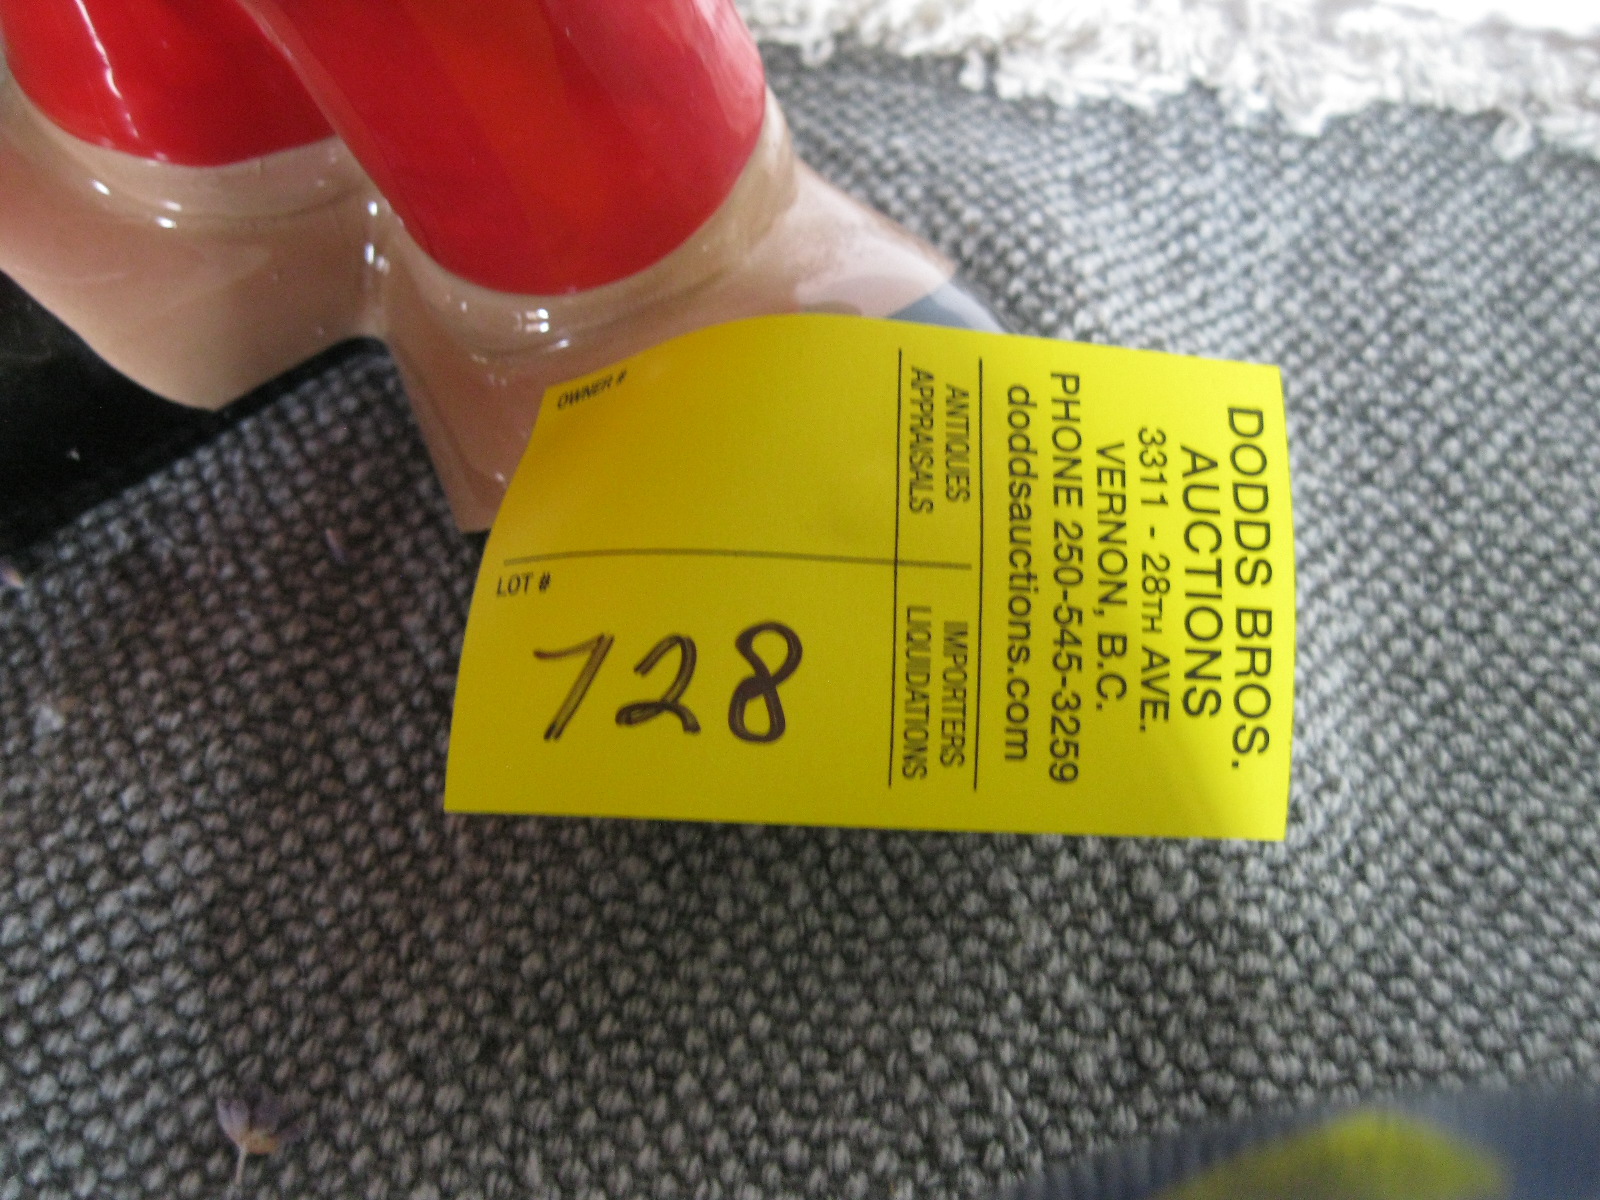 DODDS BROS.
AUCTIONS
3311 - 28TH AVE.
VERNON, B.C.
PHONE 250-545-3259
doddsauctions.com
ANTIQUES IMPORTERS
APPRAISALS LIQUIDATIONS
OWNER #
LOT #
728